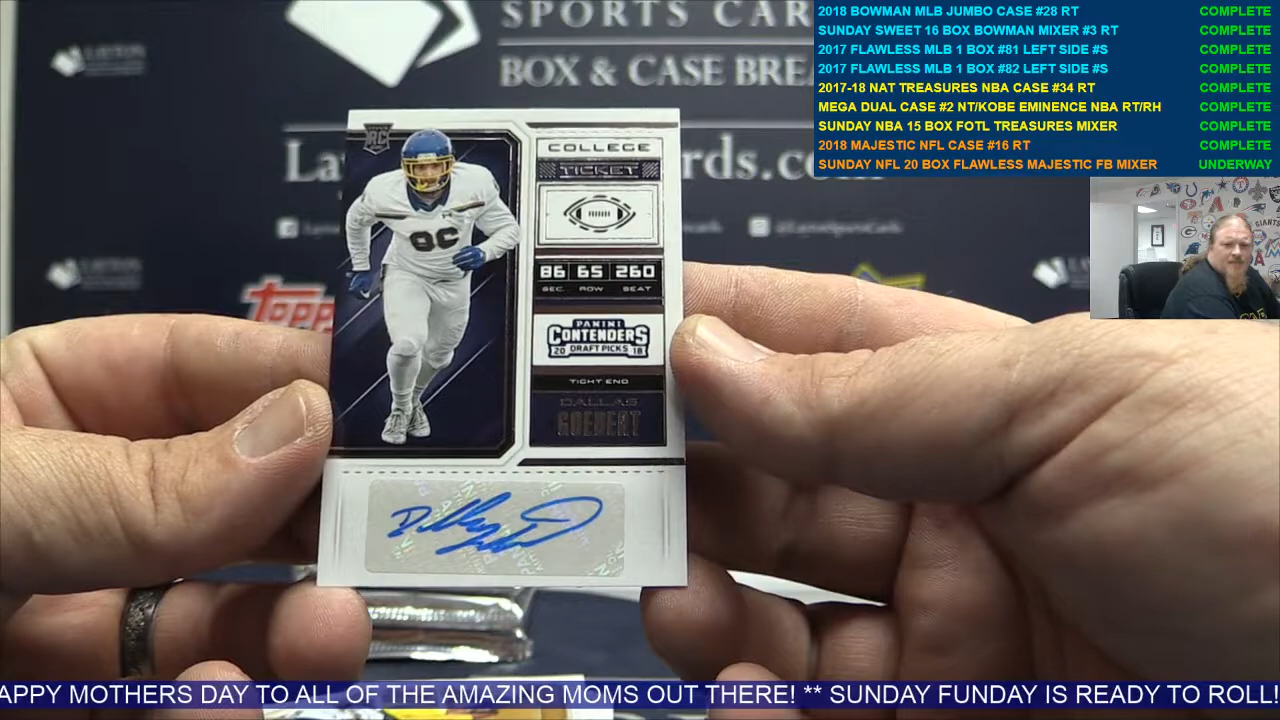 SPORTS CAR
BOX & CASE BRE
La
rds.com
2018 BOWMAN MLB JUMBO CASE #28 RT COMPLETE
SUNDAY SWEET 16 BOX BOWMAN MIXER #3 RT COMPLETE
2017 FLAWLESS MLB 1 BOX #81 LEFT SIDE #S COMPLETE
2017 FLAWLESS MLB 1 BOX #82 LEFT SIDE #S COMPLETE
2017-18 NAT TREASURES NBA CASE #34 RT COMPLETE
MEGA DUAL CASE #2 NT/KOBE EMINENCE NBA RT/RH COMPLETE
SUNDAY NBA 15 BOX FOTL TREASURES MIXER COMPLETE
2018 MAJESTIC NFL CASE #16 RT COMPLETE
SUNDAY NFL 20 BOX FLAWLESS MAJESTIC FB MIXER UNDERWAY
RC
COLLEGE
TICKET
86 65 260
SEC. ROW SEAT
PANINI
CONTENDERS
20 DRAFT PICKS 18
TIGHT END
DALLAS
GOEDERT
86
TOPPS
APPY MOTHERS DAY TO ALL OF THE AMAZING MOMS OUT THERE! ** SUNDAY FUNDAY IS READY TO ROLL!